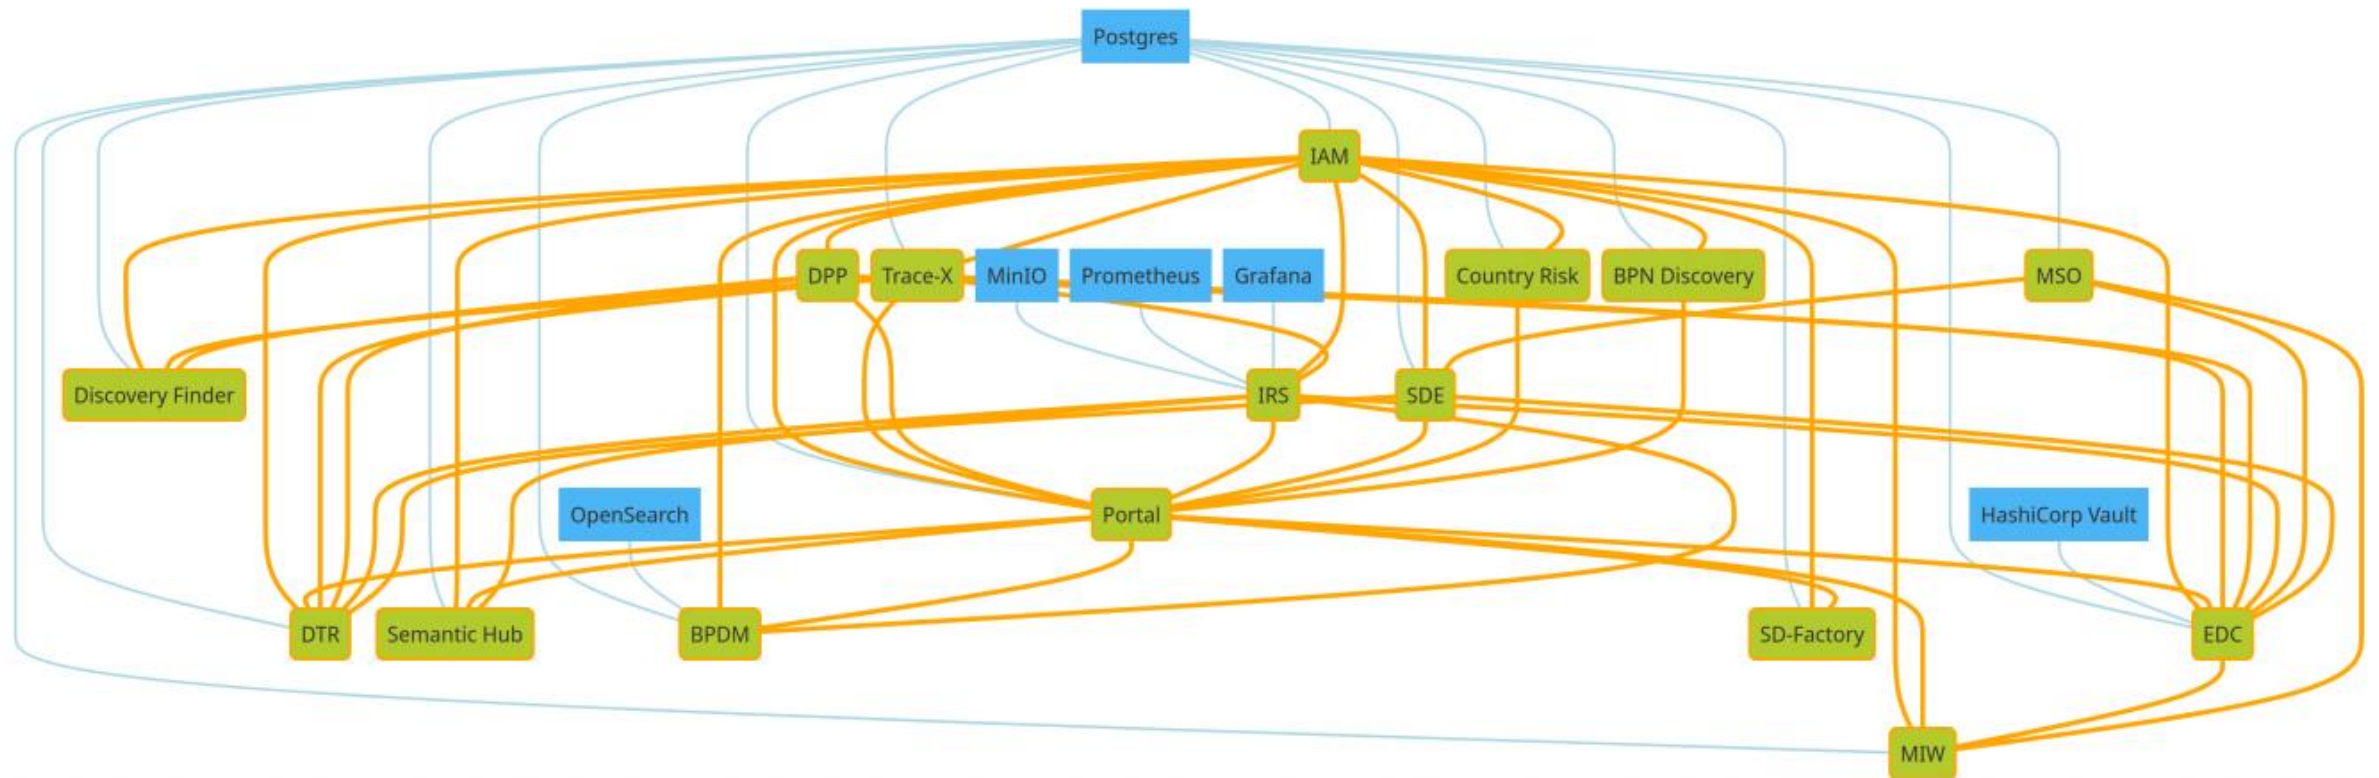 Postgres
IAM
DPP
Trace-X
MinIO
Prometheus
Grafana
Country Risk
BPN Discovery
MSO
Discovery Finder
IRS
SDE
OpenSearch
Portal
HashiCorp Vault
DTR
Semantic Hub
BPDM
SD-Factory
EDC
MIW